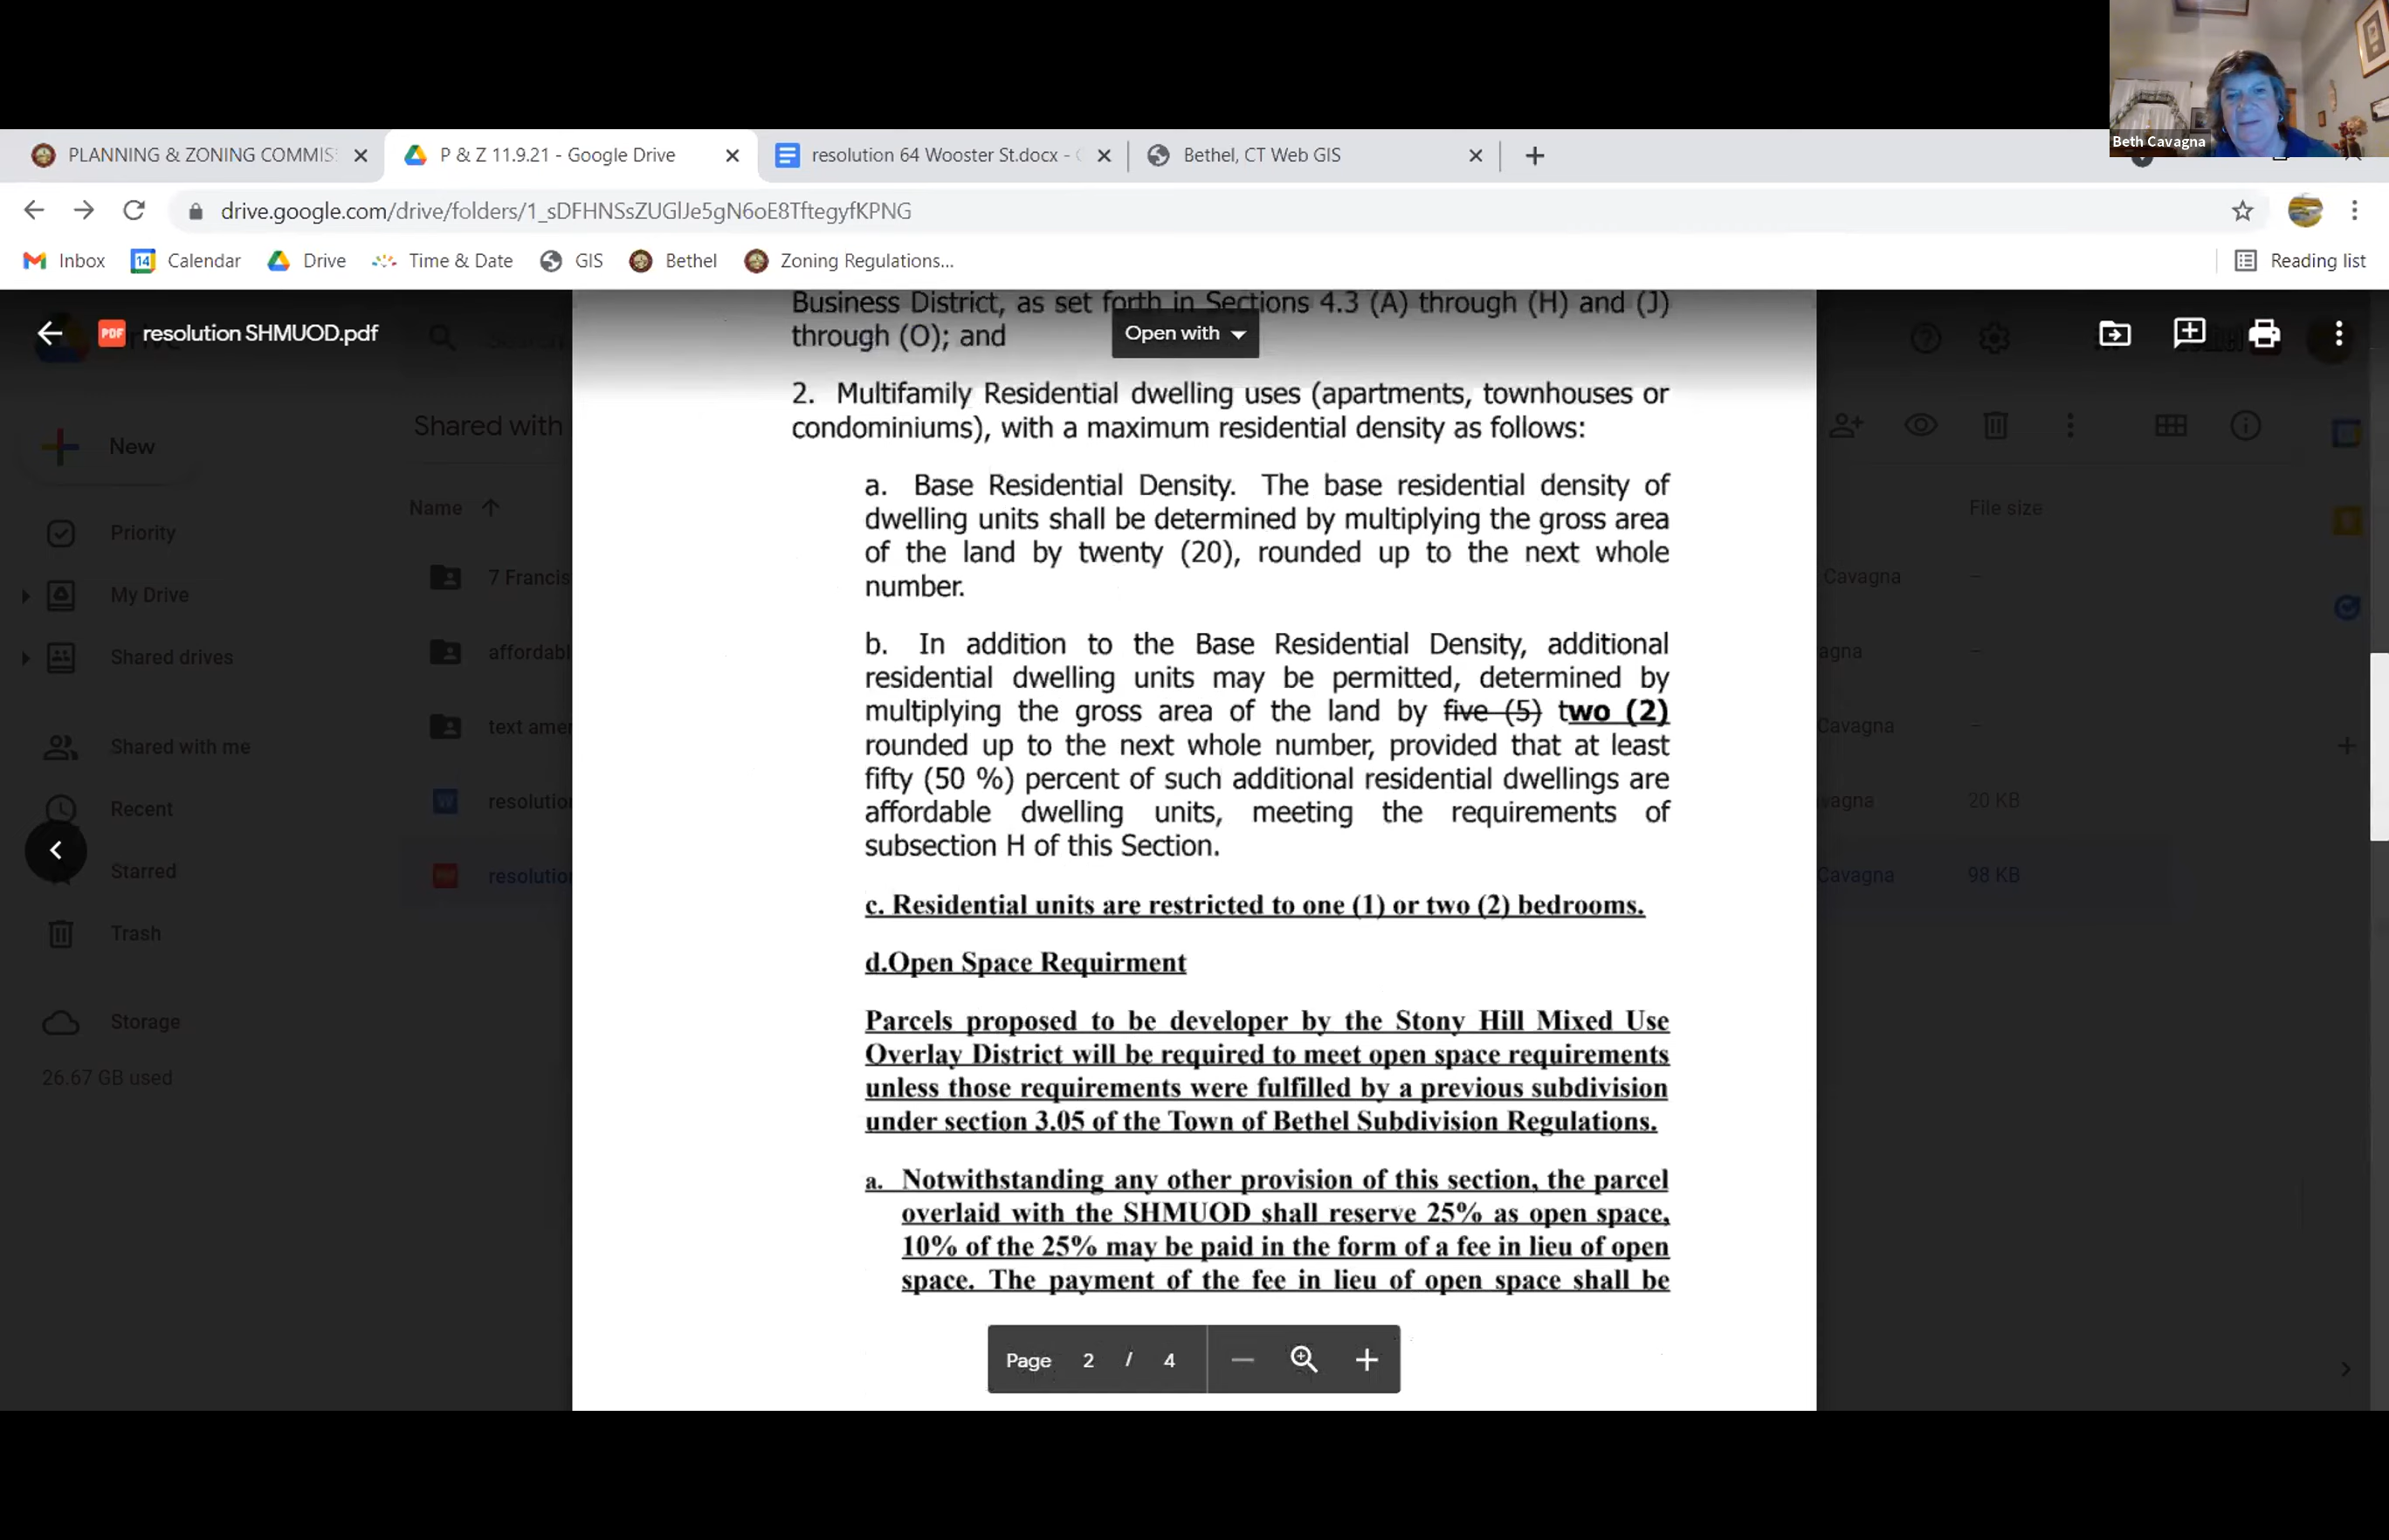 Beth Cavagna
PLANNING & ZONING COMMIS
P & Z 11.9.21 - Google Drive
resolution 64 Wooster St.docx -
Bethel, CT Web GIS
drive.google.com/drive/folders/1_sDFHNSsZUGlJe5gN6oE8TftegyfKPNG
Inbox
14
Calendar
Drive
Time & Date
GIS
Bethel
Zoning Regulations...
Reading list
PDF
resolution SHMUOD.pdf
Open with
Business District, as set forth in Sections 4.3 (A) through (H) and (J)
through (O); and
2. Multifamily Residential dwelling uses (apartments, townhouses or
condominiums), with a maximum residential density as follows:
a. Base Residential Density. The base residential density of
dwelling units shall be determined by multiplying the gross area
of the land by twenty (20), rounded up to the next whole
number.
b. In addition to the Base Residential Density, additional
residential dwelling units may be permitted, determined by
multiplying the gross area of the land by five (5) two (2)
rounded up to the next whole number, provided that at least
fifty (50 %) percent of such additional residential dwellings are
affordable dwelling units, meeting the requirements of
subsection H of this Section.
c. Residential units are restricted to one (1) or two (2) bedrooms.
d.Open Space Requirment
Parcels proposed to be developer by the Stony Hill Mixed Use
Overlay District will be required to meet open space requirements
unless those requirements were fulfilled by a previous subdivision
under section 3.05 of the Town of Bethel Subdivision Regulations.
a. Notwithstanding any other provision of this section, the parcel
overlaid with the SHMUOD shall reserve 25% as open space,
10% of the 25% may be paid in the form of a fee in lieu of open
space. The payment of the fee in lieu of open space shall be
Page 2 / 4
New
Priority
My Drive
Shared drives
Shared with me
Recent
Starred
Trash
Storage
26.67 GB used
Shared with
Name
7 Francis
affordabl
text amer
resolution
resolution
File size
Cavagna –
agna –
Cavagna –
vagna 20 KB
Cavagna 98 KB